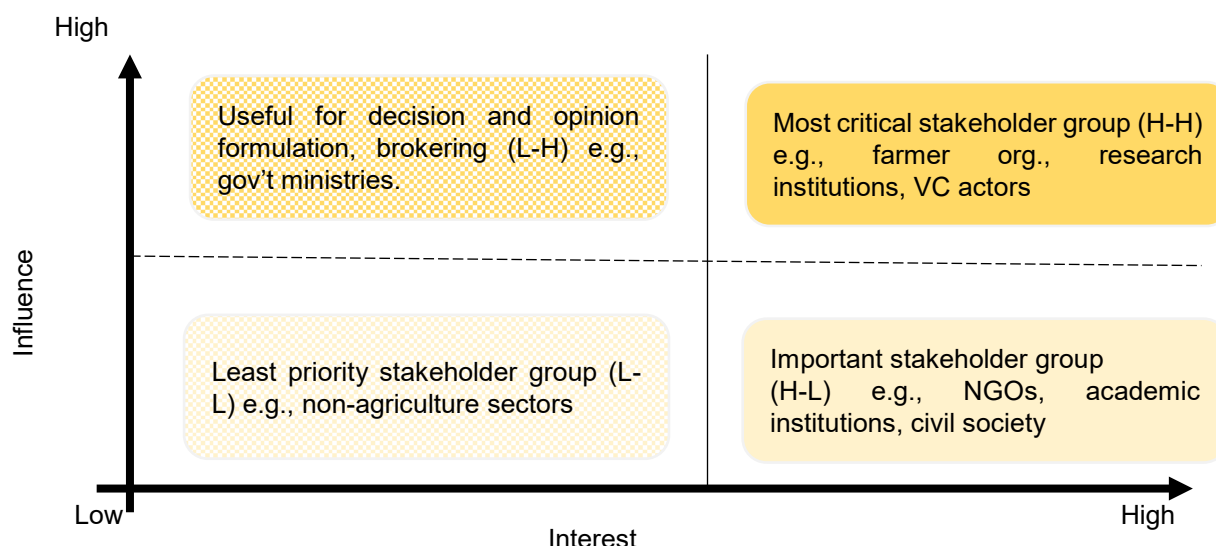 High
Useful for decision and opinion
formulation, brokering (L-H) e.g.,
gov’t ministries.
Most critical stakeholder group (H-H)
e.g., farmer org., research
institutions, VC actors
Influence
Least priority stakeholder group (L-
L) e.g., non-agriculture sectors
Important stakeholder group
(H-L) e.g., NGOs, academic
institutions, civil society
Low
High
Interest